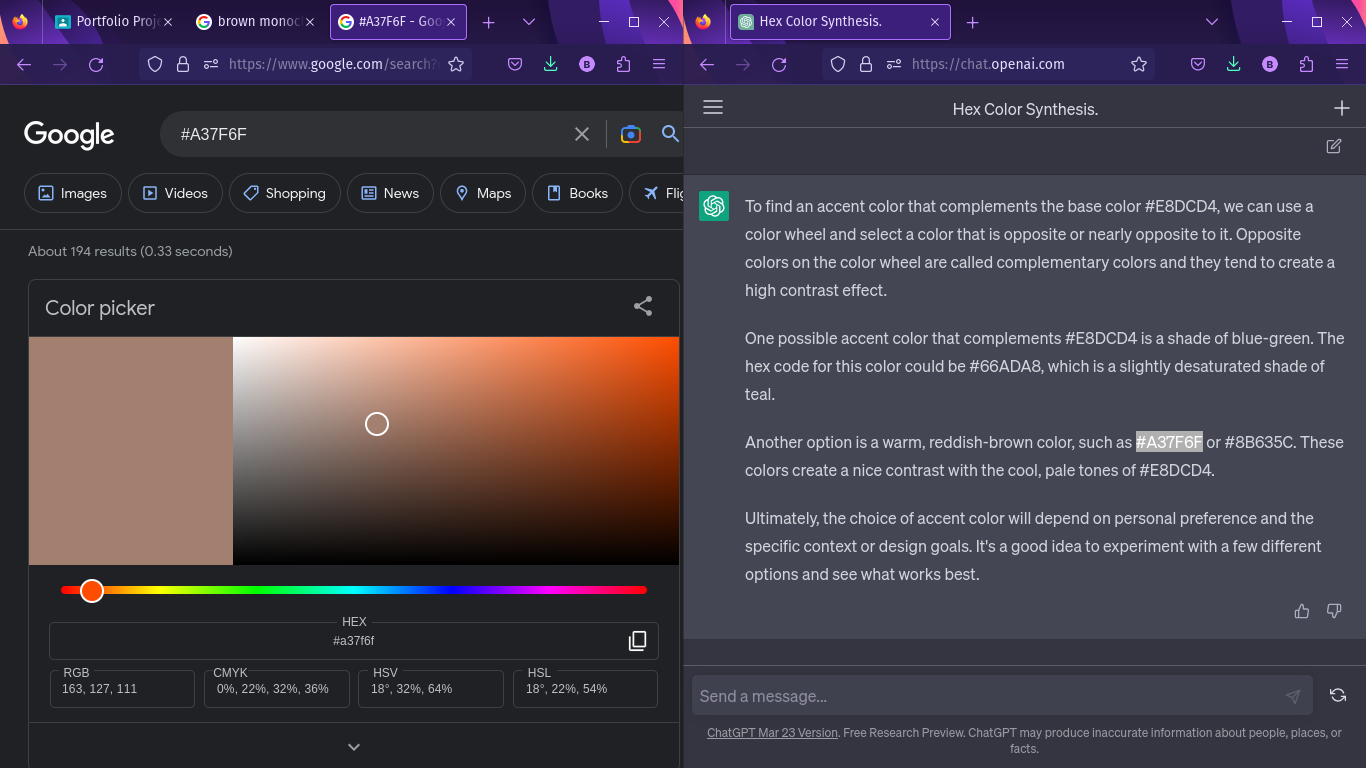 Portfolio Proje
brown monoc
#A37F6F - Goo
https://www.google.com/search?
B
Google
#A37F6F
Images
Videos
Shopping
News
Maps
Books
Flig
About 194 results (0.33 seconds)
Color picker
HEX
#a37f6f
RGB
163, 127, 111
CMYK
0%, 22%, 32%, 36%
HSV
18°, 32%, 64%
HSL
18°, 22%, 54%
Hex Color Synthesis.
https://chat.openai.com
B
Hex Color Synthesis.
To find an accent color that complements the base color #E8DCD4, we can use a
color wheel and select a color that is opposite or nearly opposite to it. Opposite
colors on the color wheel are called complementary colors and they tend to create a
high contrast effect.
One possible accent color that complements #E8DCD4 is a shade of blue-green. The
hex code for this color could be #66ADA8, which is a slightly desaturated shade of
teal.
Another option is a warm, reddish-brown color, such as #A37F6F or #8B635C. These
colors create a nice contrast with the cool, pale tones of #E8DCD4.
Ultimately, the choice of accent color will depend on personal preference and the
specific context or design goals. It's a good idea to experiment with a few different
options and see what works best.
Send a message...
ChatGPT Mar 23 Version. Free Research Preview. ChatGPT may produce inaccurate information about people, places, or
facts.